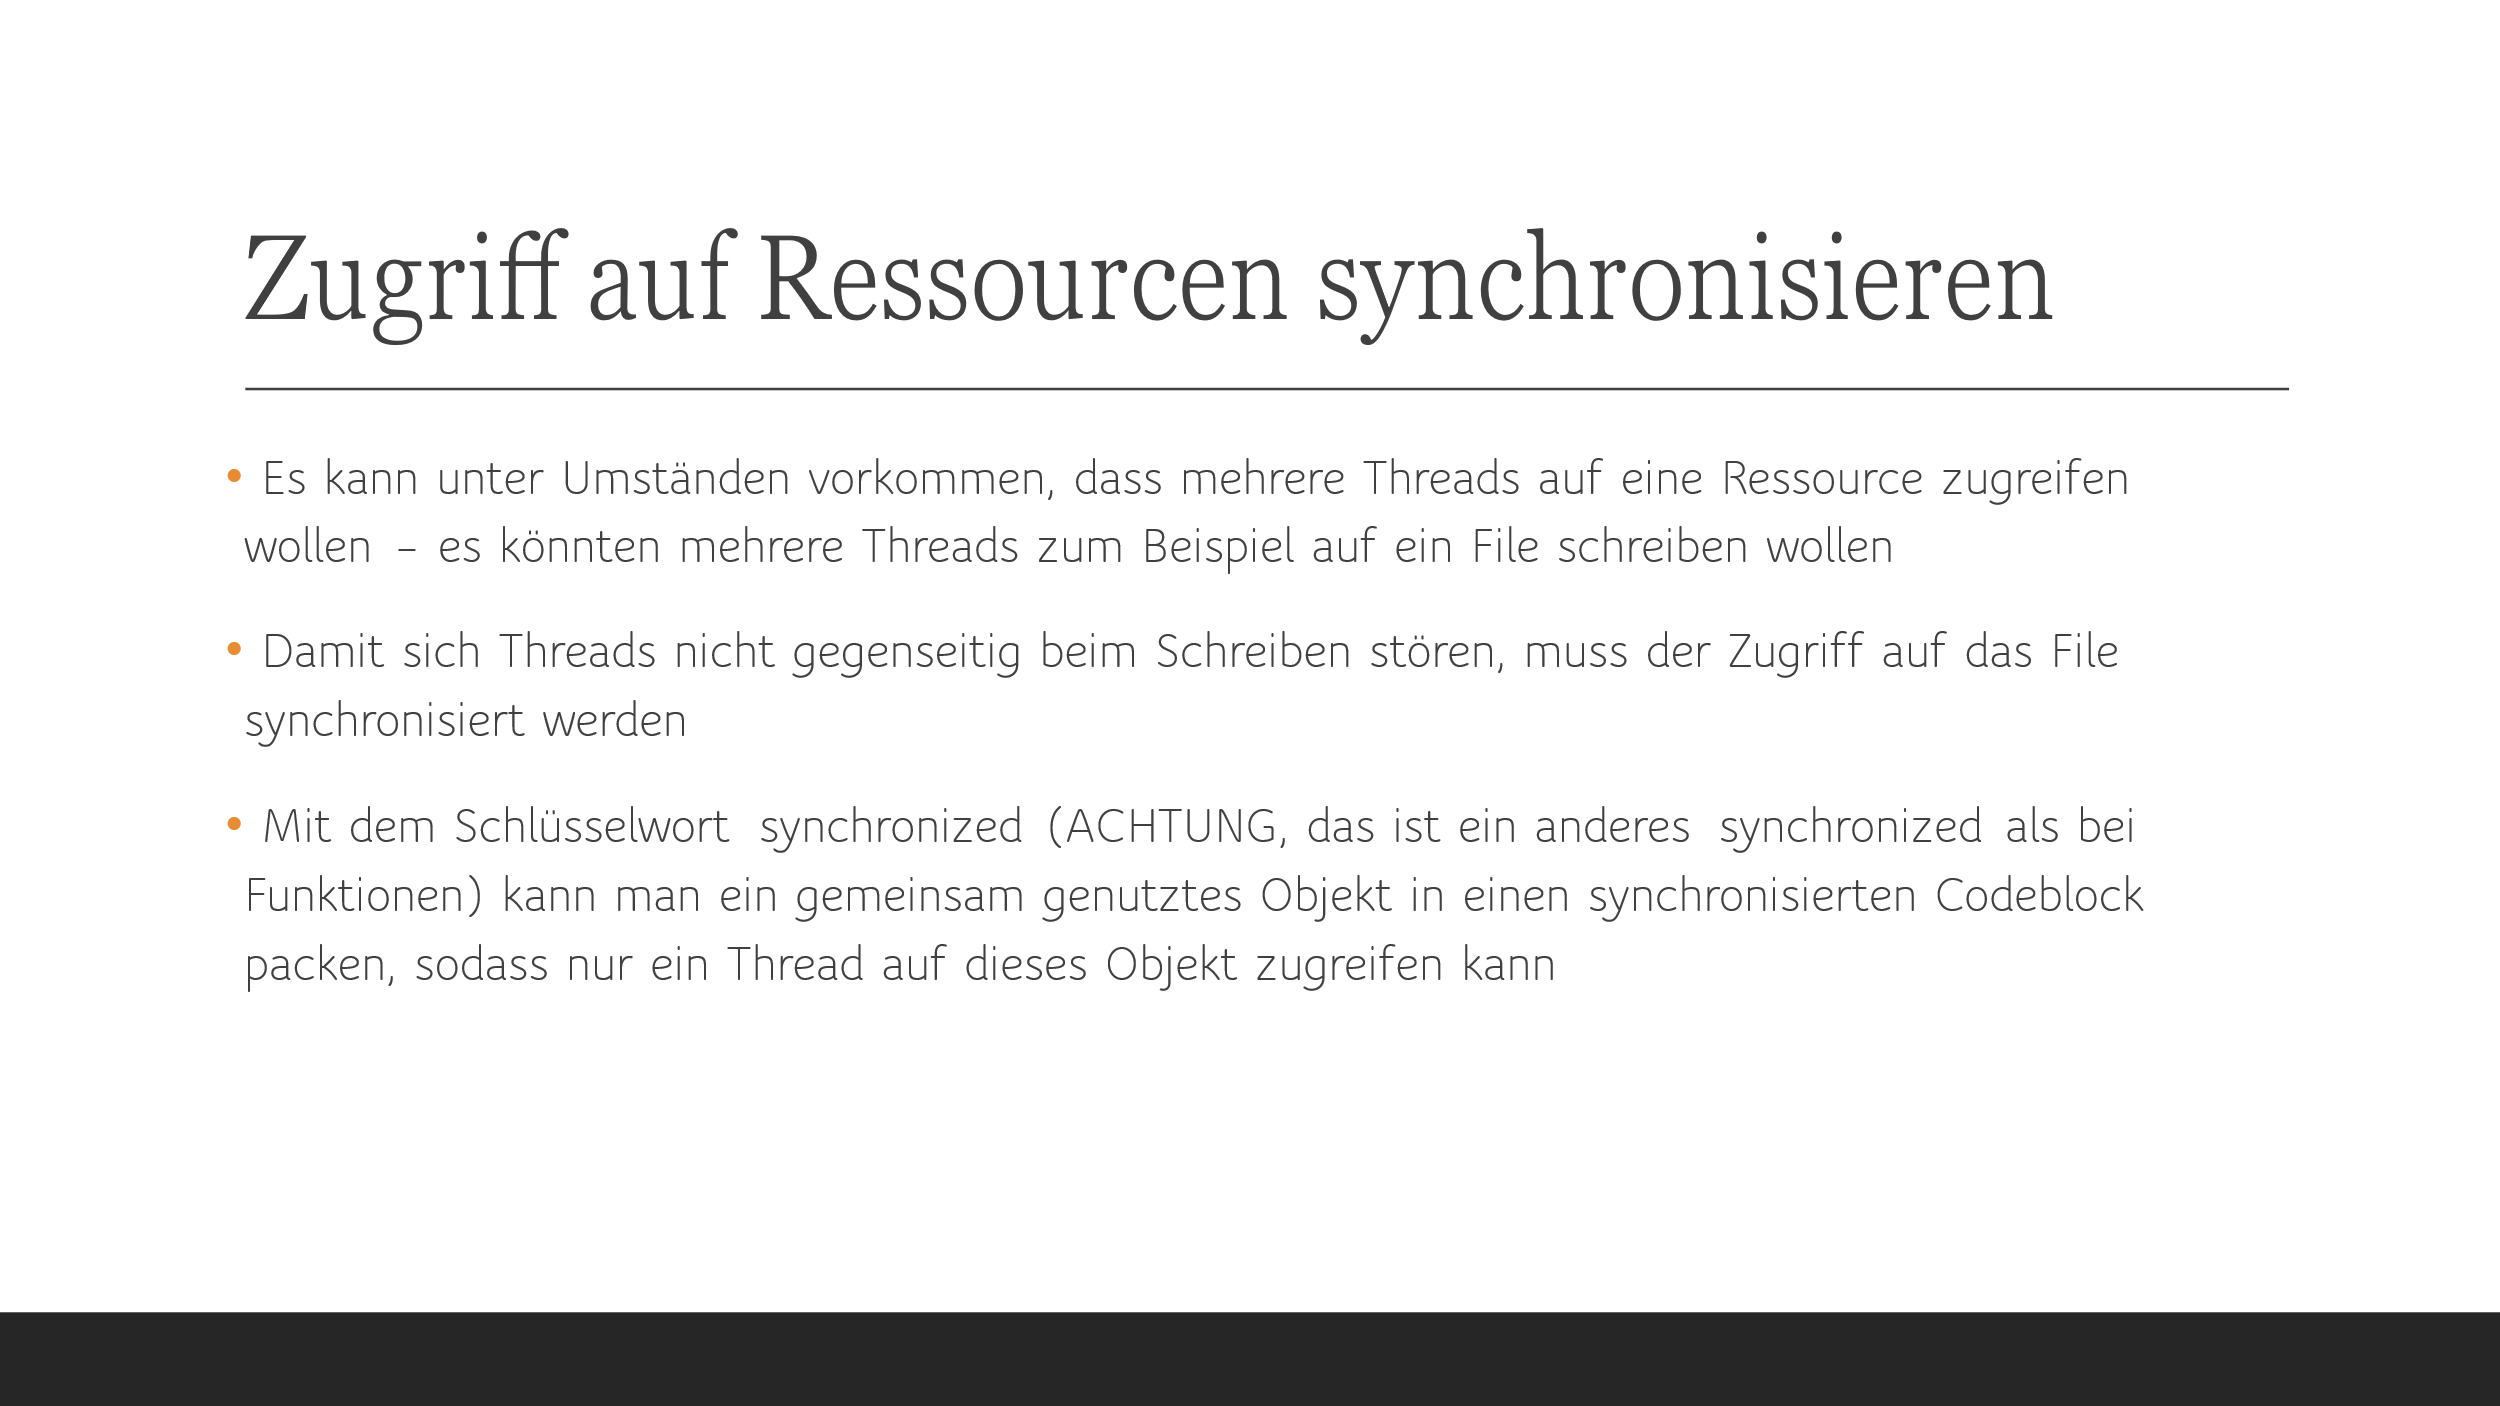 Zugriff auf Ressourcen synchronisieren
• Es kann unter Umständen vorkommen, dass mehrere Threads auf eine Ressource zugreifen
wollen – es könnten mehrere Threads zum Beispiel auf ein File schreiben wollen
• Damit sich Threads nicht gegenseitig beim Schreiben stören, muss der Zugriff auf das File
synchronisiert werden
• Mit dem Schlüsselwort synchronized (ACHTUNG, das ist ein anderes synchronized als bei
Funktionen) kann man ein gemeinsam genutztes Objekt in einen synchronisierten Codeblock
packen, sodass nur ein Thread auf dieses Objekt zugreifen kann